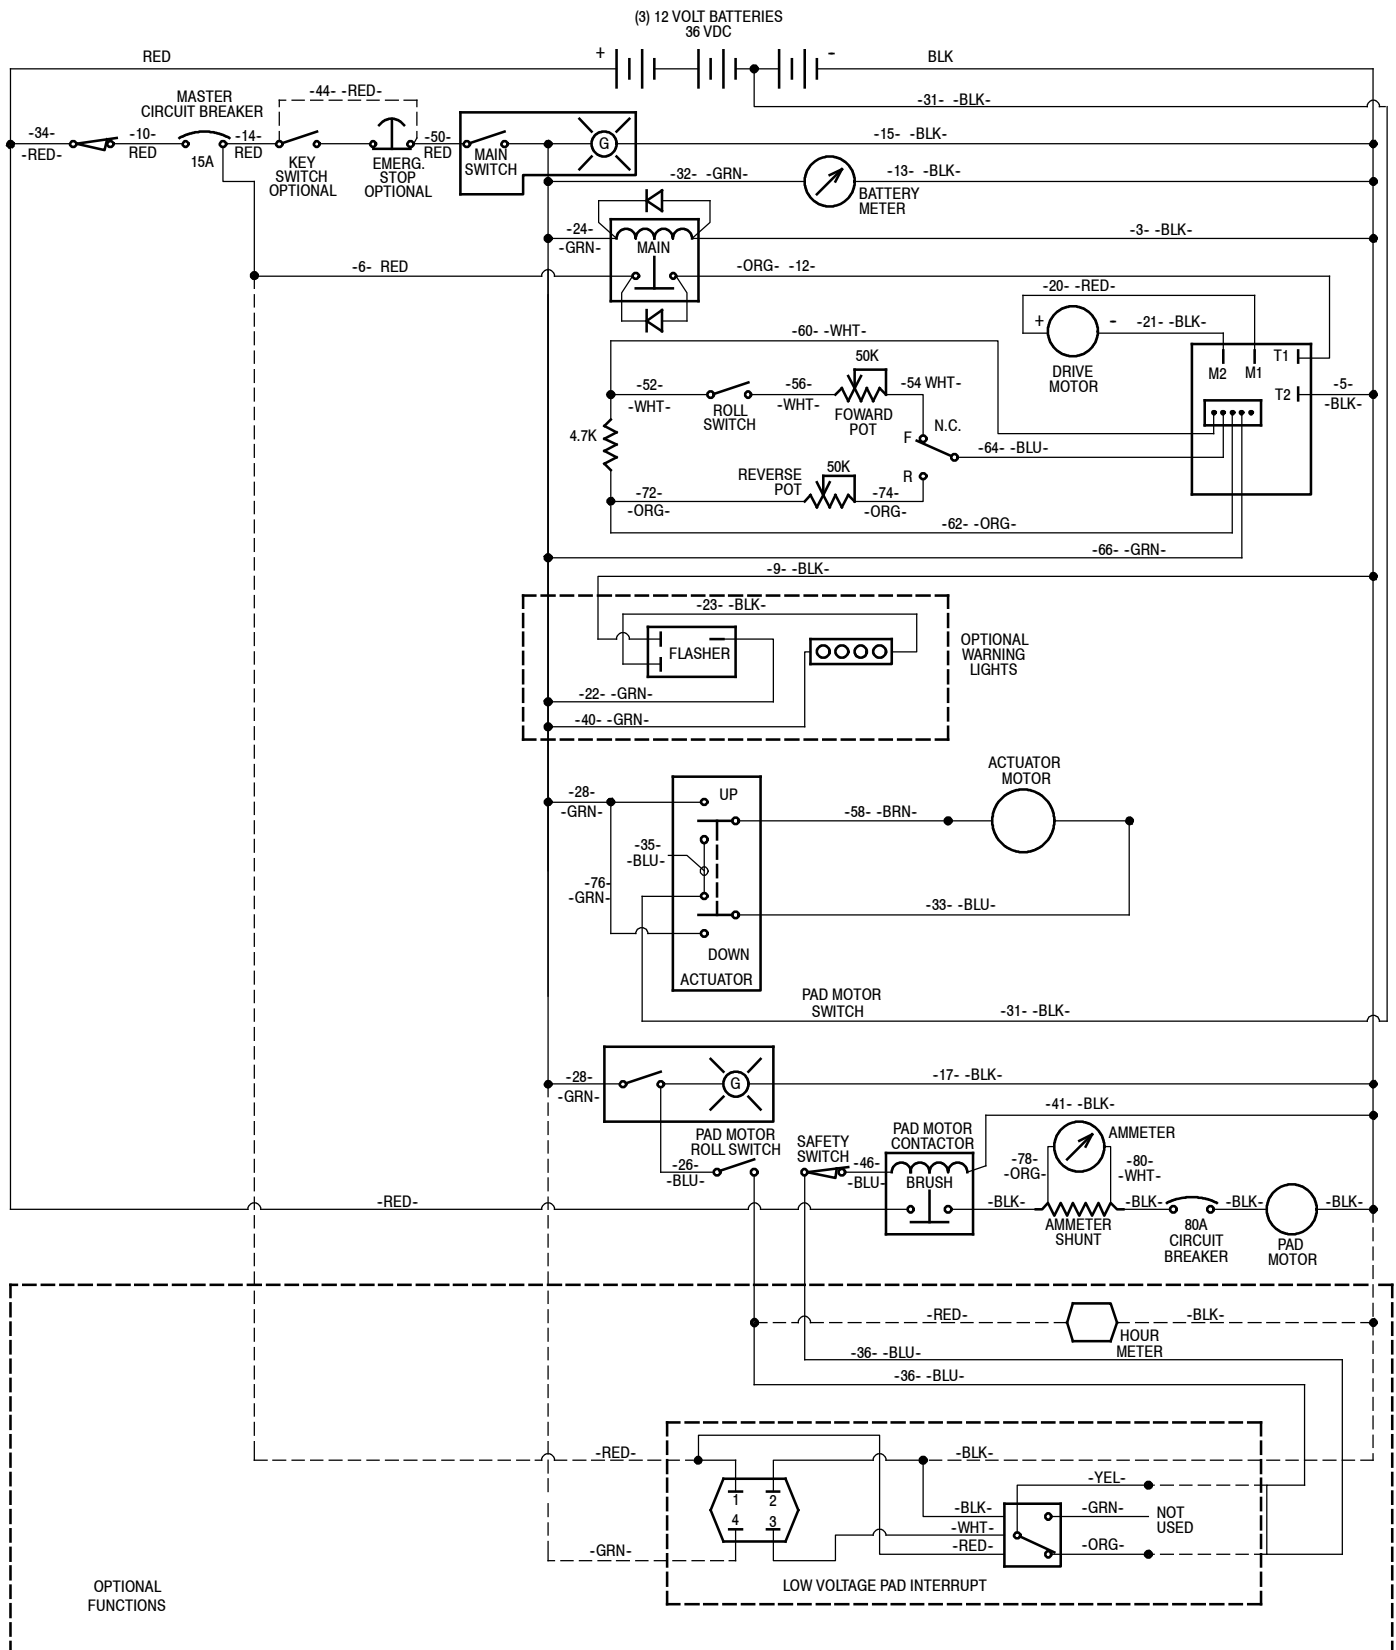 (3) 12 VOLT BATTERIES
36 VDC
RED
+
-
BLK
-31- -BLK-
-44- -RED-
MASTER
CIRCUIT BREAKER
-34-
-RED-
-10-
RED
15A
-14-
RED
KEY
SWITCH
OPTIONAL
EMERG.
STOP
OPTIONAL
-50-
RED
MAIN
SWITCH
G
-15- -BLK-
-32- -GRN-
-13- -BLK-
BATTERY
METER
-24-
-GRN-
MAIN
-3- -BLK-
-6- RED
-ORG- -12-
-20- -RED-
+
-
-21- -BLK-
DRIVE
MOTOR
M2
M1
T1
T2
-5-
-BLK-
-60- -WHT-
-52-
-WHT-
ROLL
SWITCH
-56-
-WHT-
50K
FOWARD
POT
-54 WHT-
N.C.
F
R
-64- -BLU-
4.7K
REVERSE
POT
50K
-72-
-ORG-
-74-
-ORG-
-62- -ORG-
-66- -GRN-
-9- -BLK-
-23- -BLK-
FLASHER
OPTIONAL
WARNING
LIGHTS
-22- -GRN-
-40- -GRN-
ACTUATOR
MOTOR
-28-
-GRN-
UP
-58- -BRN-
-35-
-BLU-
-76-
-GRN-
-33- -BLU-
DOWN
ACTUATOR
PAD MOTOR
SWITCH
-31- -BLK-
-28-
-GRN-
G
-17- -BLK-
-41- -BLK-
PAD MOTOR
ROLL SWITCH
-26-
-BLU-
SAFETY
SWITCH
-46-
-BLU-
PAD MOTOR
CONTACTOR
BRUSH
AMMETER
-78-
-ORG-
-80-
-WHT-
-RED-
-BLK-
AMMETER
SHUNT
-BLK-
80A
CIRCUIT
BREAKER
-BLK-
PAD
MOTOR
-BLK-
-RED-
HOUR
METER
-BLK-
-36- -BLU-
-36- -BLU-
-RED-
-BLK-
1
2
4
3
-YEL-
-BLK-
-GRN-
NOT
USED
-WHT-
-RED-
-ORG-
-GRN-
LOW VOLTAGE PAD INTERRUPT
OPTIONAL
FUNCTIONS